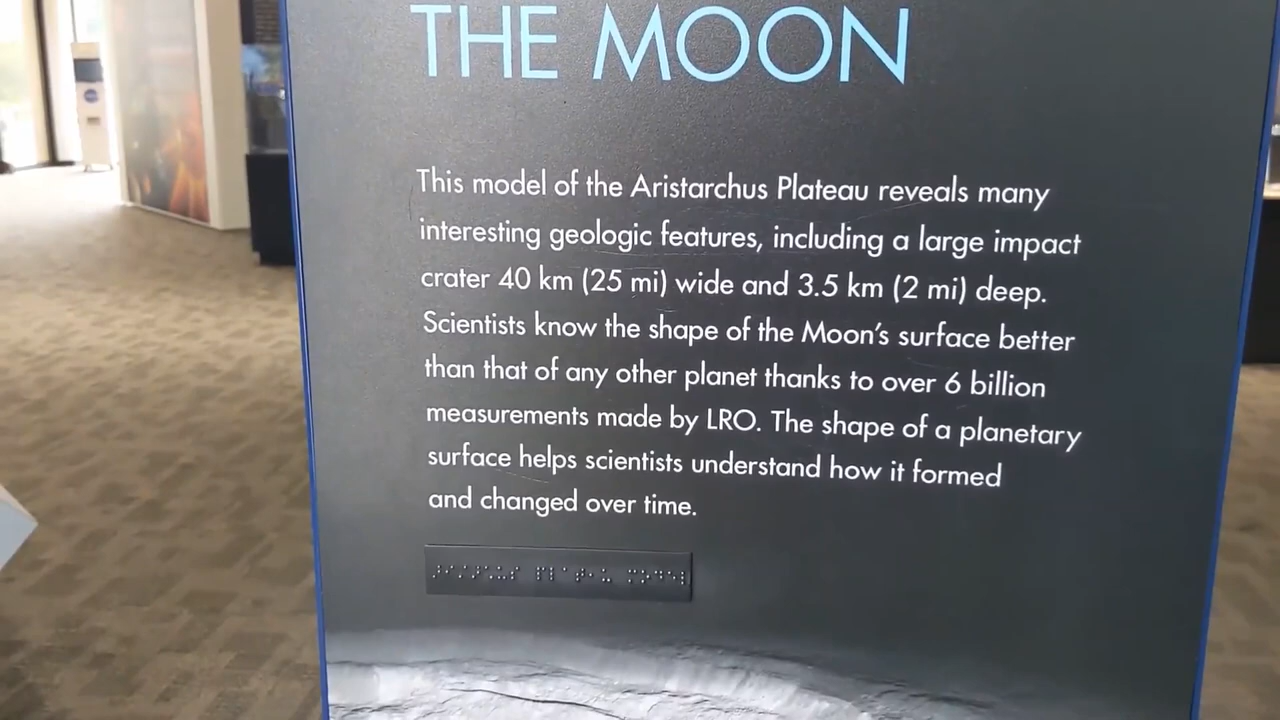 THE MOON
This model of the Aristarchus Plateau reveals many
interesting geologic features, including a large impact
crater 40 km (25 mi) wide and 3.5 km (2 mi) deep.
Scientists know the shape of the Moon's surface better
than that of any other planet thanks to over 6 billion
measurements made by LRO. The shape of a planetary
surface helps scientists understand how it formed
and changed over time.